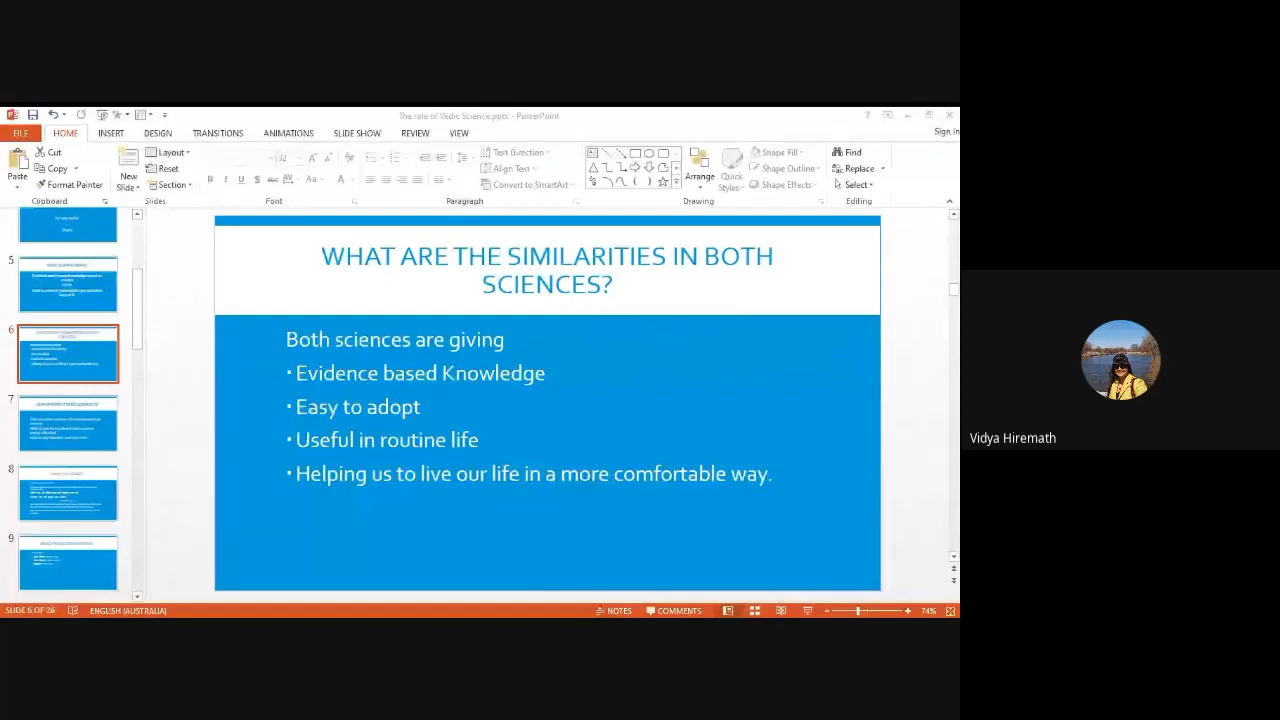 The role of Vedic Science.pptx - PowerPoint
Sign in
FILE HOME INSERT DESIGN TRANSITIONS ANIMATIONS SLIDE SHOW REVIEW VIEW
Cut
Copy
Format Painter
Paste
Clipboard
New
Slide
Layout
Reset
Section
Slides
32
B I U S abc AV Aa A
Font
Text Direction
Align Text
Convert to SmartArt
Paragraph
Arrange
Quick
Styles
Shape Fill
Shape Outline
Shape Effects
Drawing
Find
Replace
Select
Editing
5
6
7
8
9
WHAT ARE THE SIMILARITIES IN BOTH
SCIENCES?
Both sciences are giving
▪ Evidence based Knowledge
▪ Easy to adopt
▪ Useful in routine life
▪ Helping us to live our life in a more comfortable way.
SLIDE 6 OF 26 ENGLISH (AUSTRALIA) NOTES COMMENTS 74%
Vidya Hiremath